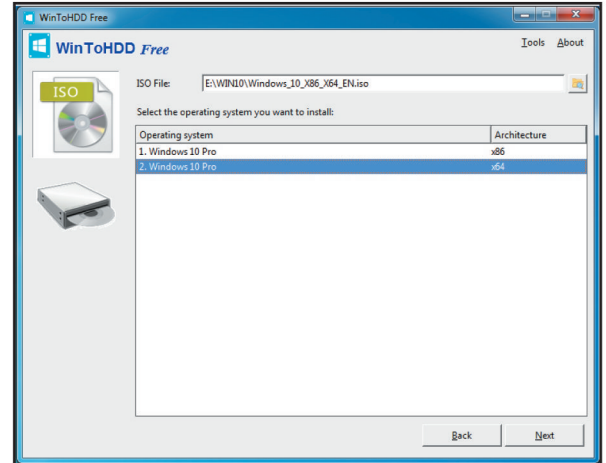 WinToHDD Free
WinToHDD Free
Tools About
ISO
ISO File: E:\WIN10\Windows_10_X86_X64_EN.iso
Select the operating system you want to install:
Operating system Architecture
1. Windows 10 Pro x86
2. Windows 10 Pro x64
Back Next